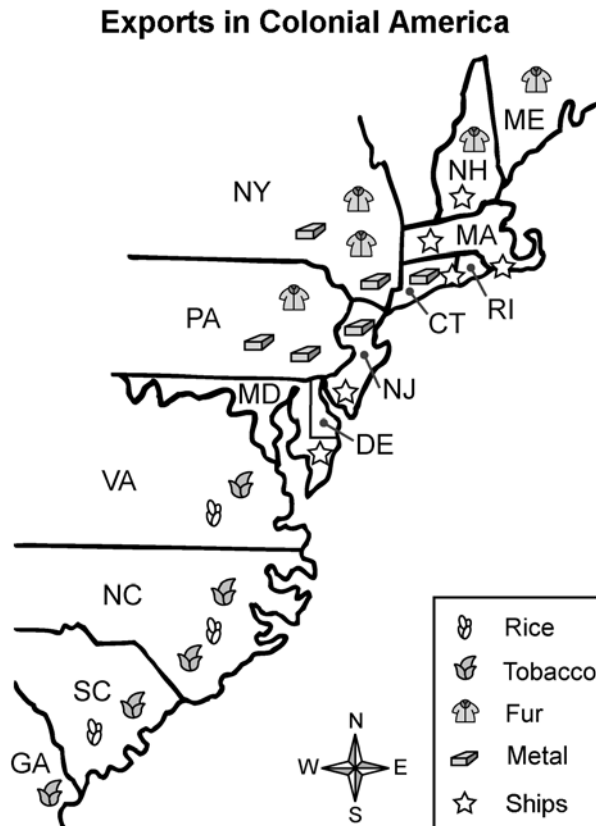 Exports in Colonial America
ME
NH
NY
MA
RI
CT
PA
NJ
MD
DE
VA
NC
SC
GA
N
W E
S
Rice
Tobacco
Fur
Metal
Ships